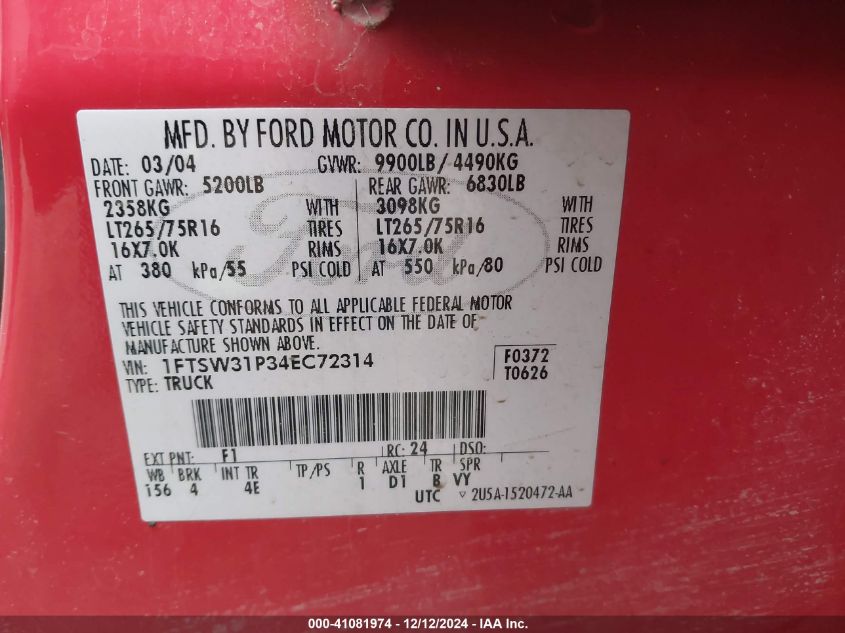 MFD. BY FORD MOTOR CO. IN U.S.A.
DATE: 03/04 GVWR: 9900LB/ 4490KG
FRONT GAWR: 5200LB REAR GAWR: 6830LB
2358KG WITH 3098KG WITH
LT265/75R16 TIRES LT265/75R16 TIRES
16X7.0K RIMS 16X7.0K RIMS
AT 380 kPa/55 PSI COLD AT 550 kPa/80 PSI COLD
Ford
THIS VEHICLE CONFORMS TO ALL APPLICABLE FEDERAL MOTOR
VEHICLE SAFETY STANDARDS IN EFFECT ON THE DATE OF
MANUFACTURE SHOWN ABOVE.
VIN: 1FTSW31P34EC72314 F0372
TYPE: TRUCK T0626
EXT PNT: F1 RC: 24 DSO:
WB BRK INT TR TP/PS R AXLE TR SPR
156 4 4E 1 D1 B VY
UTC ▽ 2U5A-1520472-AA
000-41081974 - 12/12/2024 - IAA Inc.